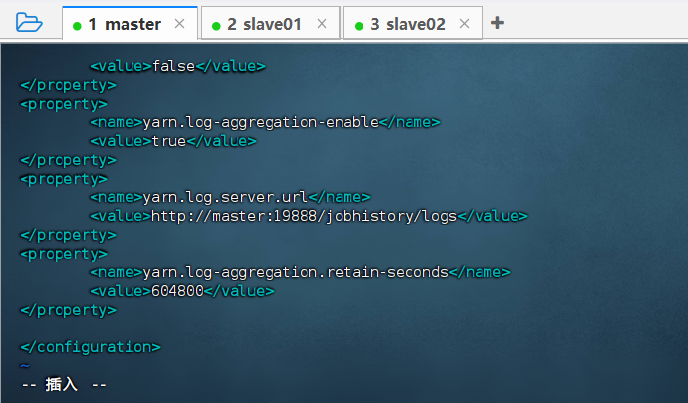 1 master × 2 slave01 × 3 slave02 × +
<value>false</value>
</property>
<property>
<name>yarn.log-aggregation-enable</name>
<value>true</value>
</property>
<property>
<name>yarn.log.server.url</name>
<value>http://master:19888/jcbhistory/logs</value>
</property>
<property>
<name>yarn.log-aggregation.retain-seconds</name>
<value>604800</value>
</property>
</configuration>
~
-- 插入 --